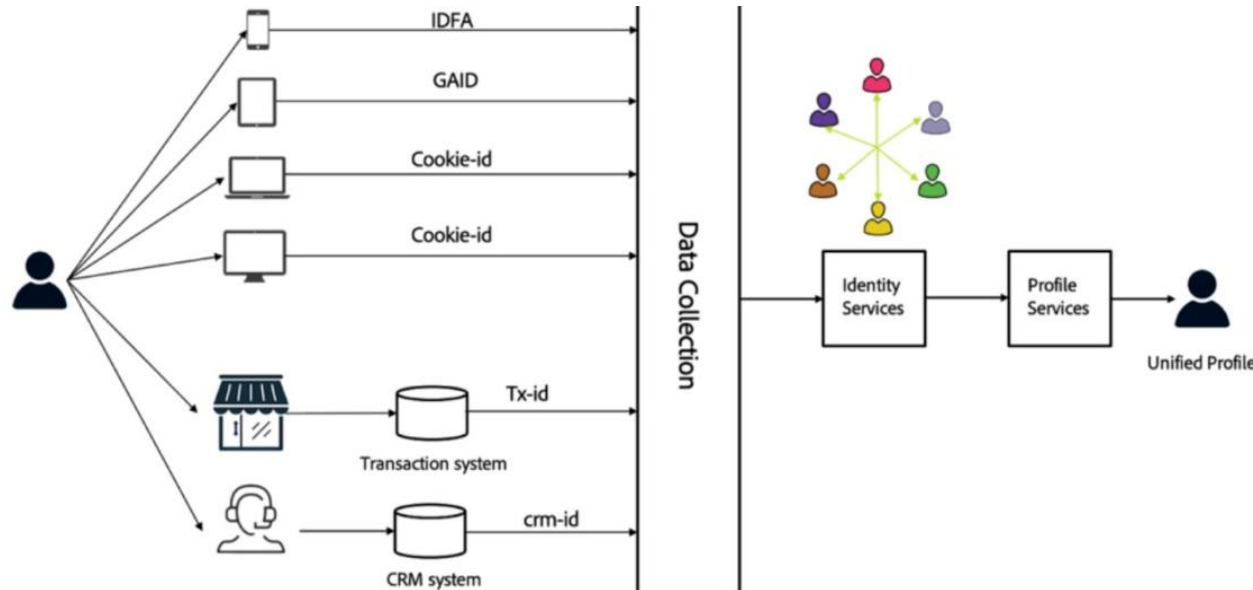 IDFA
GAID
Cookie-id
Cookie-id
Tx-id
Transaction system
crm-id
CRM system
Data Collection
Identity
Services
Profile
Services
Unified Profile